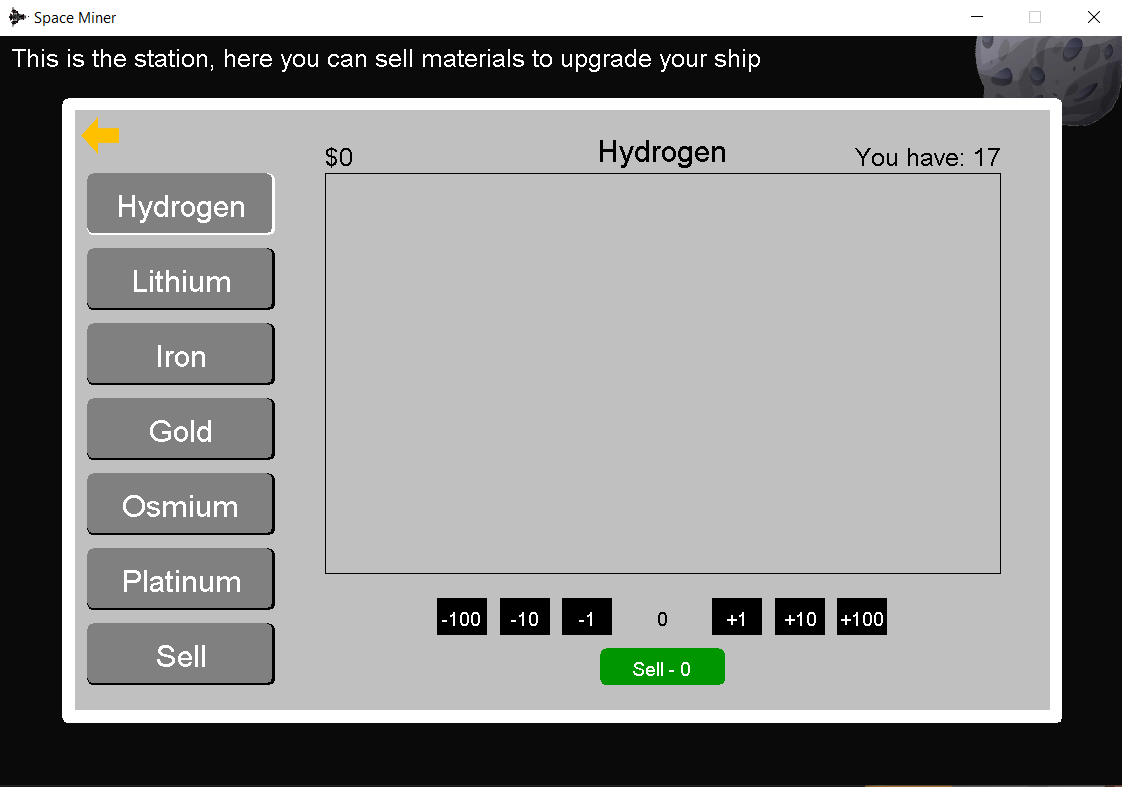 Space Miner
This is the station, here you can sell materials to upgrade your ship
$0
Hydrogen
You have: 17
Hydrogen
Lithium
Iron
Gold
Osmium
Platinum
Sell
-100 -10 -1 0 +1 +10 +100
Sell - 0